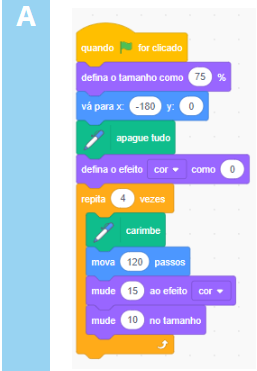 A
quando for clicado
defina o tamanho como 75 %
vá para x: -180 y: 0
apague tudo
defina o efeito cor como 0
repita 4 vezes
carimbe
mova 120 passos
mude 15 ao efeito cor
mude 10 no tamanho